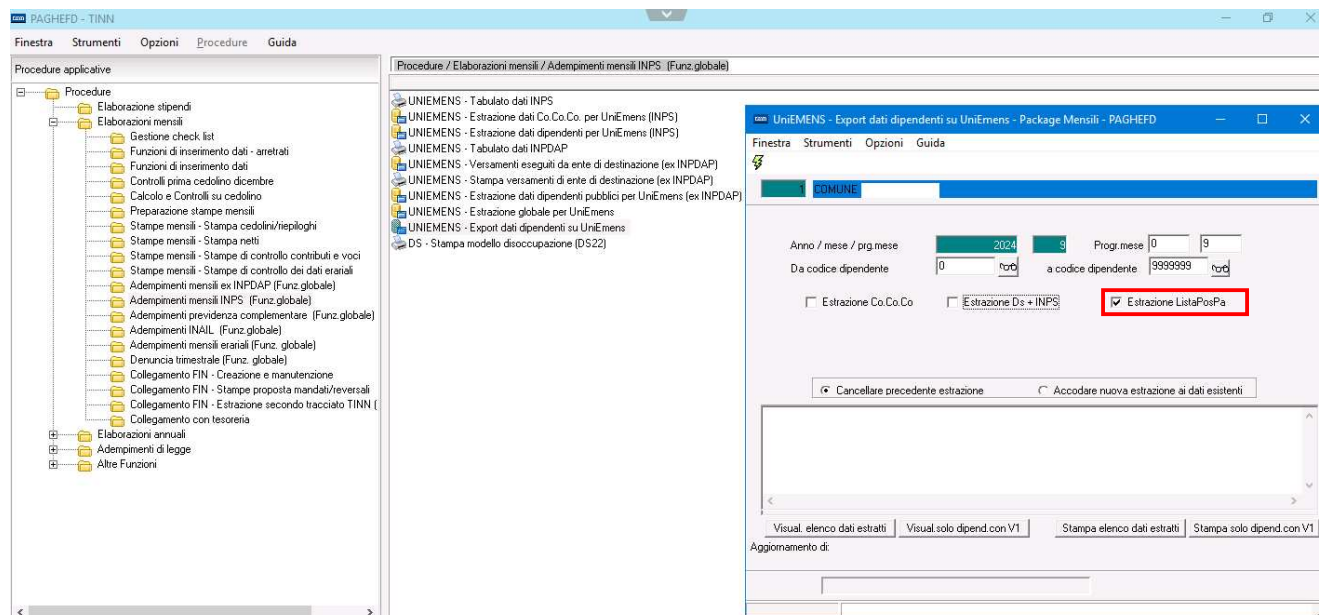 PAGHEFD - TINN
Finestra Strumenti Opzioni Procedure Guida
Procedure applicative
Procedure
Elaborazione stipendi
Elaborazioni mensili
Gestione check list
Funzioni di inserimento dati - arretrati
Funzioni di inserimento dati
Controlli prima cedolino dicembre
Calcolo e Controlli su cedolino
Preparazione stampe mensili
Stampe mensili - Stampa cedolini/riepiloghi
Stampe mensili - Stampa netti
Stampe mensili - Stampe di controllo contributi e voci
Stampe mensili - Stampe di controllo dei dati erariali
Adempimenti mensili ex INPDAP (Funz.globale)
Adempimenti mensili INPS (Funz.globale)
Adempimenti previdenza complementare (Funz.globale)
Adempimenti INAIL (Funz.globale)
Adempimenti mensili erariali (Funz. globale)
Denuncia trimestrale (Funz. globale)
Collegamento FIN - Creazione e manutenzione
Collegamento FIN - Stampe proposta mandati/reversali
Collegamento FIN - Estrazione secondo tracciato TINN (
Collegamento con tesoreria
Elaborazioni annuali
Adempimenti di legge
Altre Funzioni
Procedure / Elaborazioni mensili / Adempimenti mensili INPS (Funz.globale)
UNIEMENS - Tabulato dati INPS
UNIEMENS - Estrazione dati Co.Co.Co. per UniEmens (INPS)
UNIEMENS - Estrazione dati dipendenti per UniEmens (INPS)
UNIEMENS - Tabulato dati INPDAP
UNIEMENS - Versamenti eseguiti da ente di destinazione (ex INPDAP)
UNIEMENS - Stampa versamenti di ente di destinazione (ex INPDAP)
UNIEMENS - Estrazione dati dipendenti pubblici per UniEmens (ex INPDAP)
UNIEMENS - Estrazione globale per UniEmens
UNIEMENS - Export dati dipendenti su UniEmens
DS - Stampa modello disoccupazione (DS22)
UniEMENS - Export dati dipendenti su UniEmens - Package Mensili - PAGHEFD
Finestra Strumenti Opzioni Guida
1 COMUNE
Anno / mese / prg.mese 2024 9 Progr.mese 0 9
Da codice dipendente 0 a codice dipendente 9999999
Estrazione Co.Co.Co Estrazione Ds + INPS Estrazione ListaPosPa
Cancellare precedente estrazione Accodare nuova estrazione ai dati esistenti
Visual. elenco dati estratti Visual.solo dipend.con V1 Stampa elenco dati estratti Stampa solo dipend.con V1
Aggiornamento di: